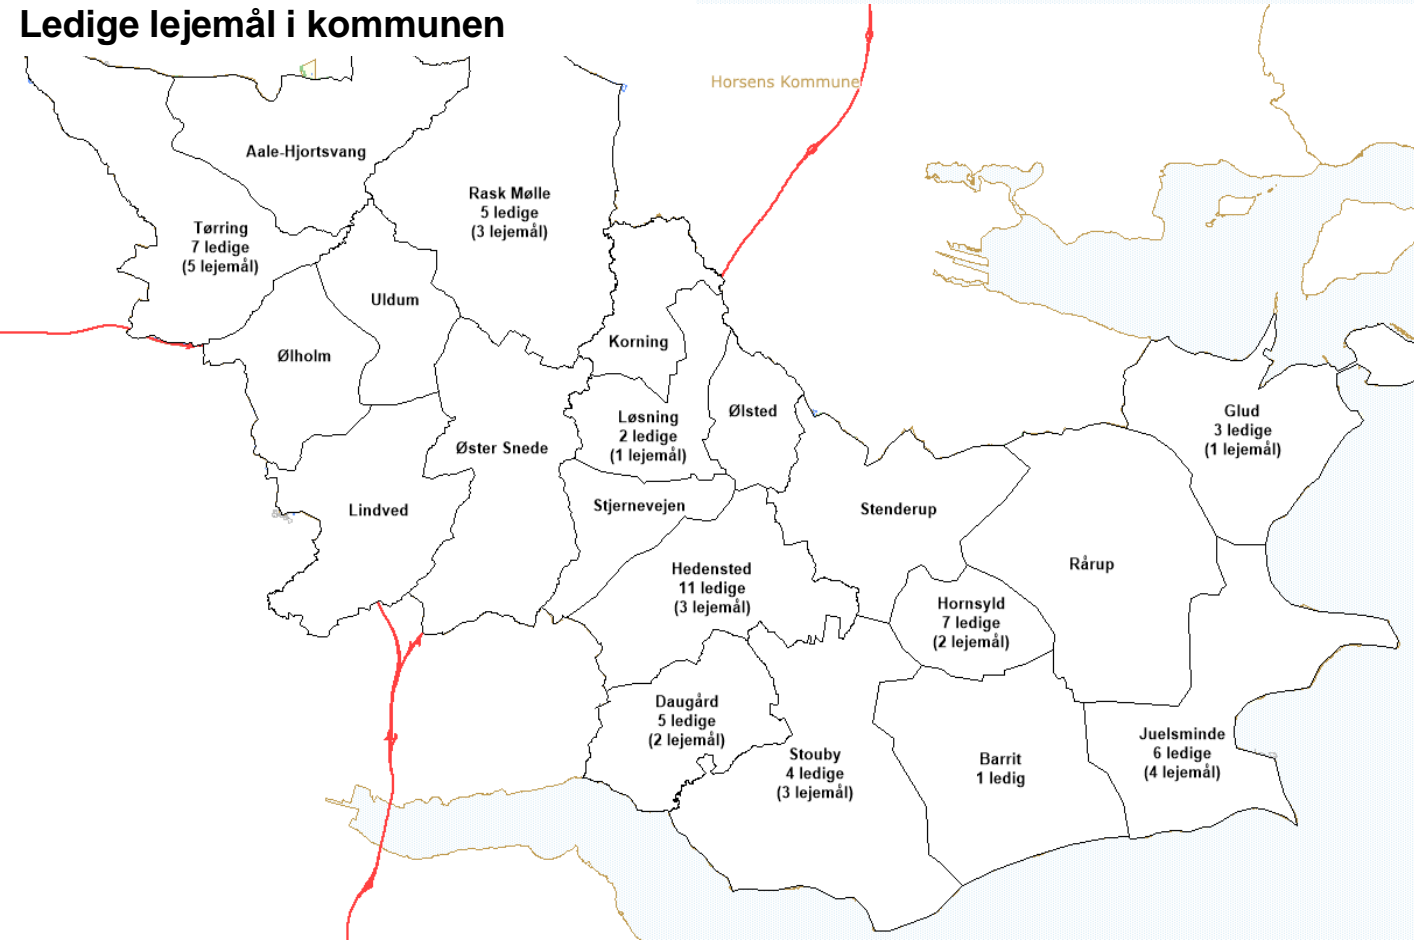 Ledige lejemål i kommunen
Horsens Kommune
Aale-Hjortsvang
Rask Mølle
5 ledige
(3 lejemål)
Tørring
7 ledige
(5 lejemål)
Uldum
Ølholm
Korning
Løsning
2 ledige
(1 lejemål)
Ølsted
Glud
3 ledige
(1 lejemål)
Øster Snede
Lindved
Stjernevejen
Stenderup
Hedensted
11 ledige
(3 lejemål)
Rårup
Hornsyld
7 ledige
(2 lejemål)
Daugård
5 ledige
(2 lejemål)
Stouby
4 ledige
(3 lejemål)
Barrit
1 ledig
Juelsminde
6 ledige
(4 lejemål)